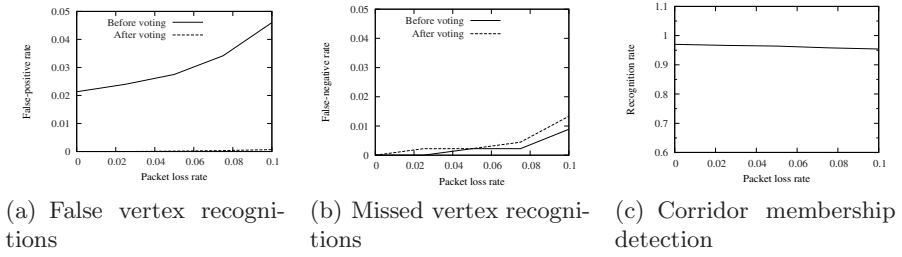 0.05
0.04
0.03
0.02
0.01
0
False-positive rate
Before voting
After voting
0
0.02
0.04
0.06
0.08
0.1
Packet loss rate
0.05
0.04
0.03
0.02
0.01
0
False-negative rate
Before voting
After voting
0
0.02
0.04
0.06
0.08
0.1
Packet loss rate
1.1
1
0.9
0.8
0.7
0.6
Recognition rate
0
0.02
0.04
0.06
0.08
0.1
Packet loss rate
(a) False vertex recogni-
tions
(b) Missed vertex recogni-
tions
(c) Corridor membership
detection